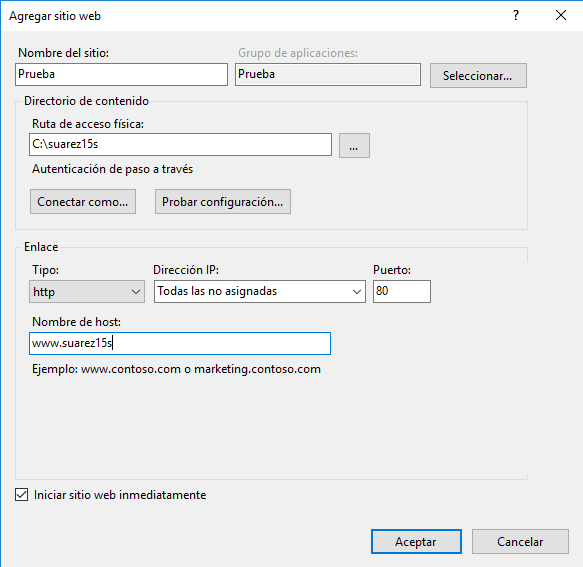 Agregar sitio web
Nombre del sitio: Grupo de aplicaciones:
Prueba Prueba Seleccionar...
Directorio de contenido
Ruta de acceso física:
C:\suarez15s ...
Autenticación de paso a través
Conectar como... Probar configuración...
Enlace
Tipo: Dirección IP: Puerto:
http Todas las no asignadas 80
Nombre de host:
www.suarez15s
Ejemplo: www.contoso.com o marketing.contoso.com
Iniciar sitio web inmediatamente
Aceptar Cancelar